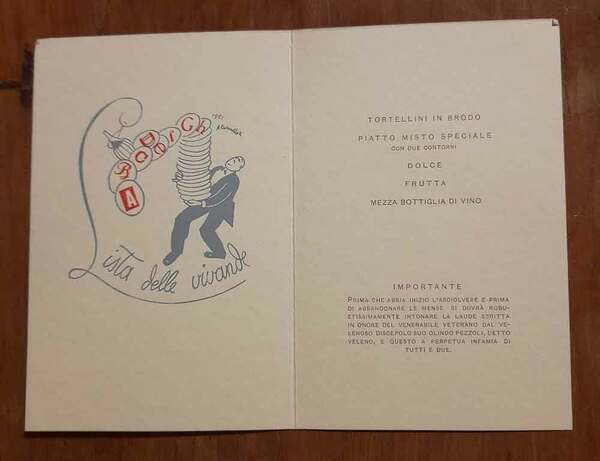 Lista delle vivande
TORTELLINI IN BRODO
PIATTO MISTO SPECIALE
CON DUE CONTORNI
DOLCE
FRUTTA
MEZZA BOTTIGLIA DI VINO
IMPORTANTE
PRIMA CHE ABBIA INIZIO L'ASCIOLVERE E PRIMA
DI ABBANDONARE LE MENSE SI DOVRÀ ROBU-
STISSIMAMENTE INTONARE LA LAUDE SCRITTA
IN ONORE DEL VENERABILE VETERANO DAL VE-
LENOSO DISCEPOLO SUO OLINDO PEZZOLI, DETTO
VELENO, E QUESTO A PERPETUA INFAMIA DI
TUTTI E DUE.